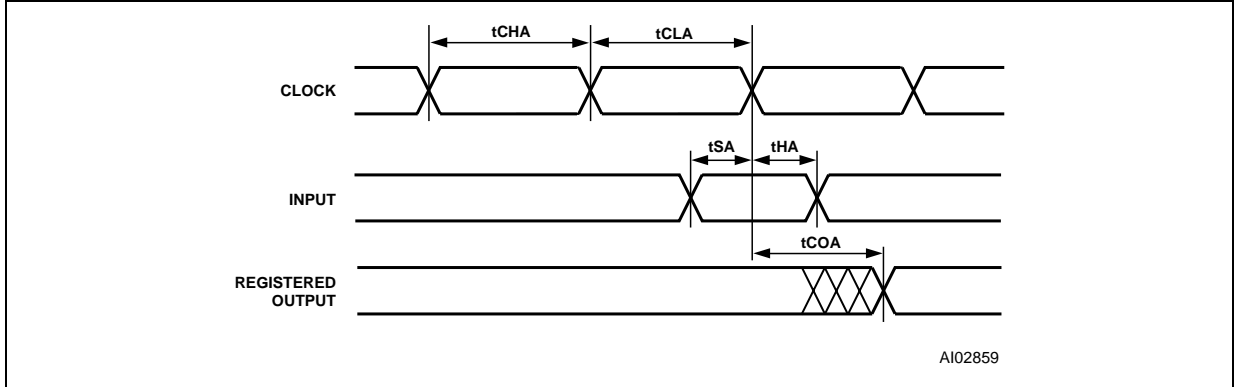 tCHA tCLA
CLOCK
tSA tHA
INPUT
tCOA
REGISTERED
OUTPUT
AI02859